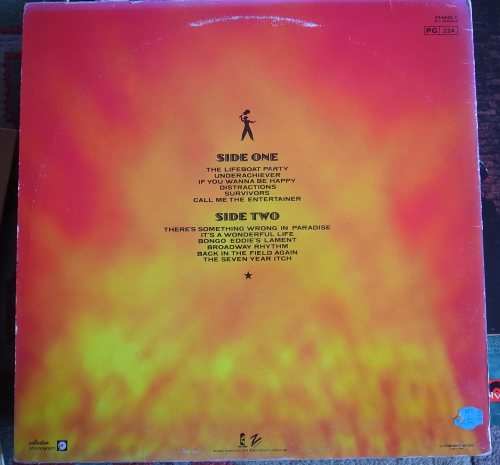 PG 224
SIDE ONE
THE LIFEBOAT PARTY
UNDERACHIEVER
IF YOU WANNA BE HAPPY
DISTRACTIONS
SURVIVORS
CALL ME THE ENTERTAINER
SIDE TWO
THERE'S SOMETHING WRONG IN PARADISE
IT'S A WONDERFUL LIFE
BONGO EDDIE'S LAMENT
BROADWAY RHYTHM
BACK IN THE FIELD AGAIN
THE SEVEN YEAR ITCH
phonogram